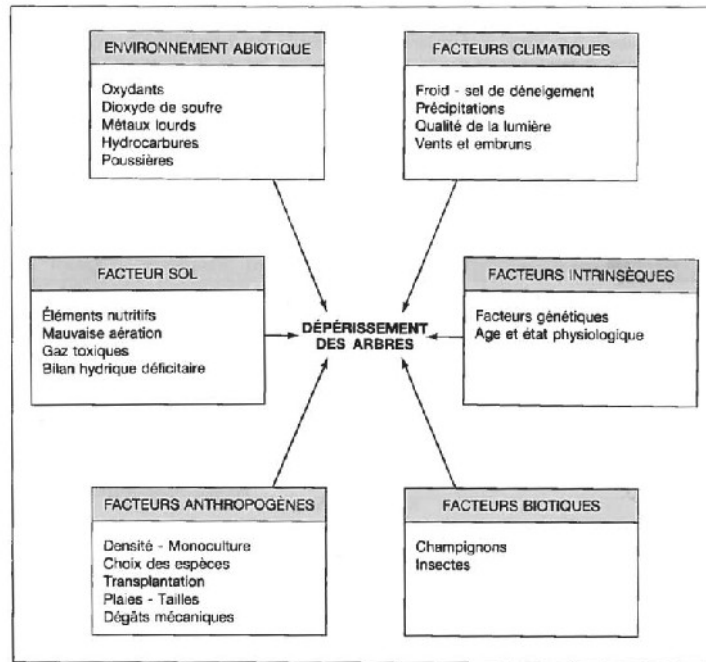 ENVIRONNEMENT ABIOTIQUE
Oxydants
Dioxyde de soufre
Métaux lourds
Hydrocarbures
Poussières
FACTEURS CLIMATIQUES
Froid - sel de déneigement
Précipitations
Qualité de la lumière
Vents et embruns
FACTEUR SOL
Éléments nutritifs
Mauvaise aération
Gaz toxiques
Bilan hydrique déficitaire
DÉPÉRISSEMENT
DES ARBRES
FACTEURS INTRINSÈQUES
Facteurs génétiques
Age et état physiologique
FACTEURS ANTHROPOGÈNES
Densité - Monoculture
Choix des espèces
Transplantation
Plaies - Tailles
Dégâts mécaniques
FACTEURS BIOTIQUES
Champignons
Insectes